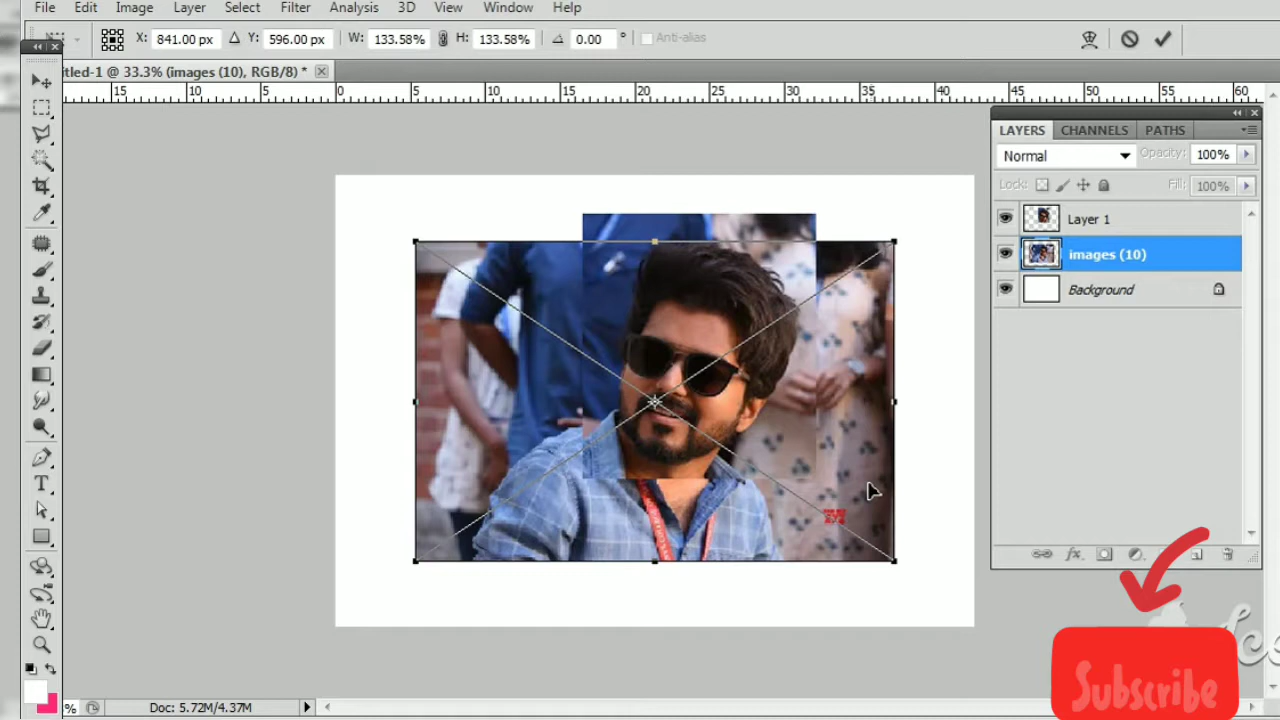 File Edit Image Layer Select Filter Analysis 3D View Window Help
X: 841.00 px Y: 596.00 px W: 133.58% H: 133.58% 0.00 ° Anti-alias
tled-1 @ 33.3% (images (10), RGB/8) *
15 10 5 0 5 10 15 20 25 30 35 40 45 50 55 60
LAYERS CHANNELS PATHS
Normal Opacity: 100%
Lock: Fill: 100%
Layer 1
images (10)
Background
% Doc: 5.72M/4.37M
Subscribe